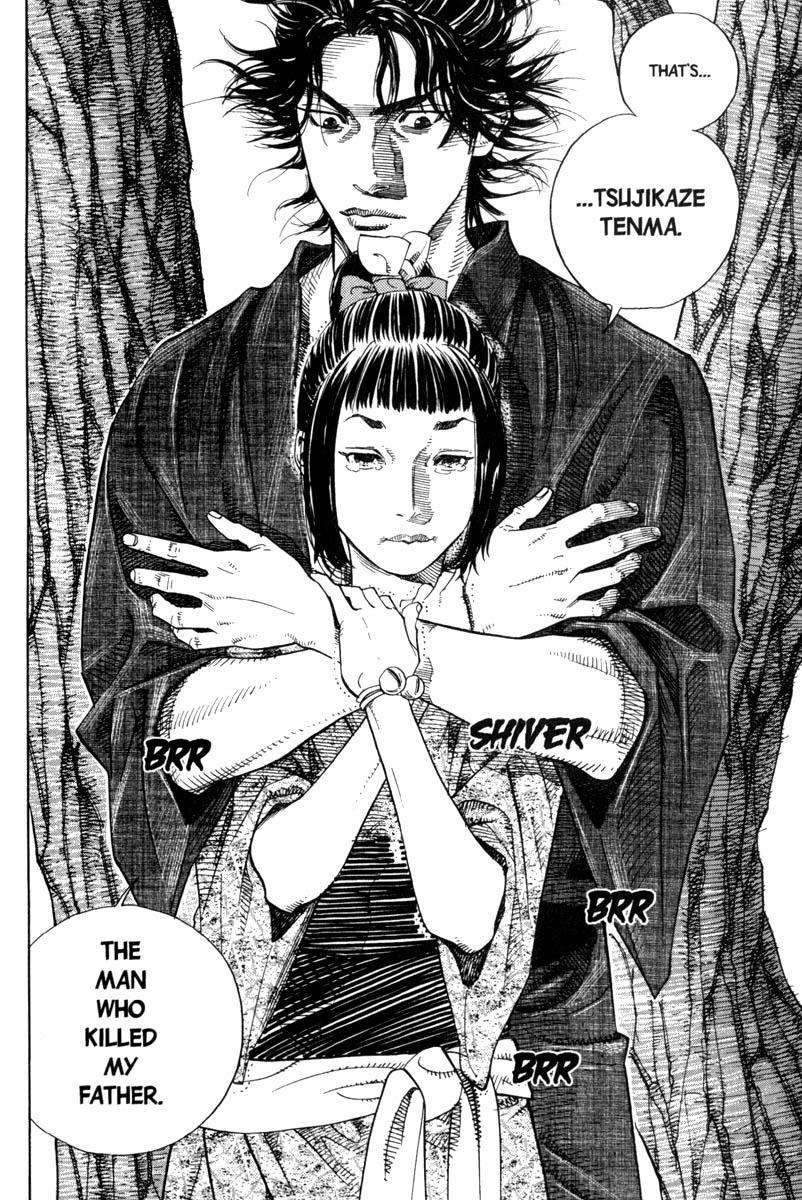 THAT'S...
...TSUJIKAZE
TENMA.
BRR
SHIVER
BRR
BRR
THE
MAN
WHO
KILLED
MY
FATHER.